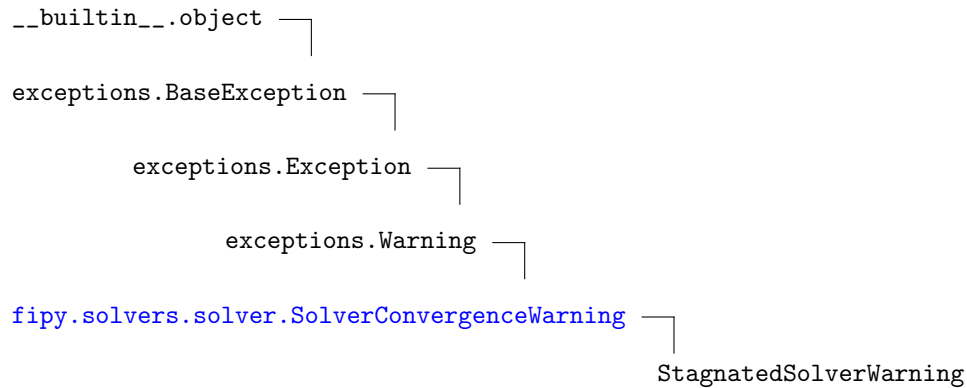 __builtin__.object
exceptions.BaseException
exceptions.Exception
exceptions.Warning
fipy.solvers.solver.SolverConvergenceWarning
StagnatedSolverWarning